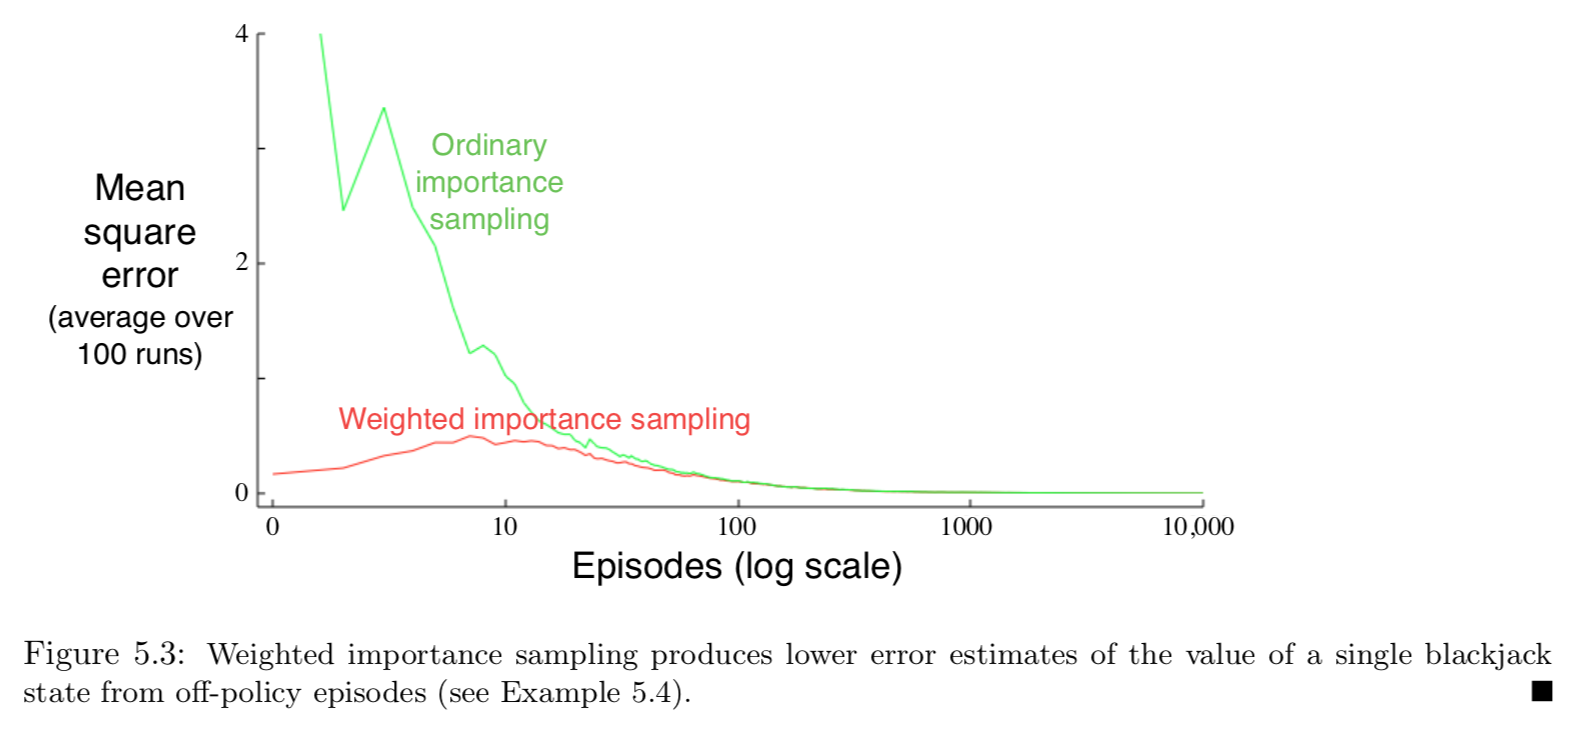 4
Ordinary
importance
sampling
Mean
square
error
(average over
100 runs)
2
Weighted importance sampling
0
0 10 100 1000 10,000
Episodes (log scale)
Figure 5.3: Weighted importance sampling produces lower error estimates of the value of a single blackjack
state from off-policy episodes (see Example 5.4).